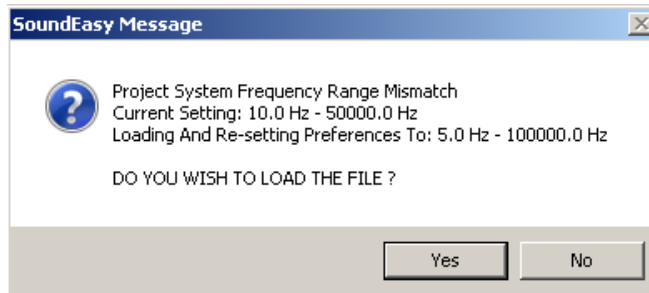 SoundEasy Message
Project System Frequency Range Mismatch
Current Setting: 10.0 Hz - 50000.0 Hz
Loading And Re-setting Preferences To: 5.0 Hz - 100000.0 Hz
DO YOU WISH TO LOAD THE FILE ?
Yes
No